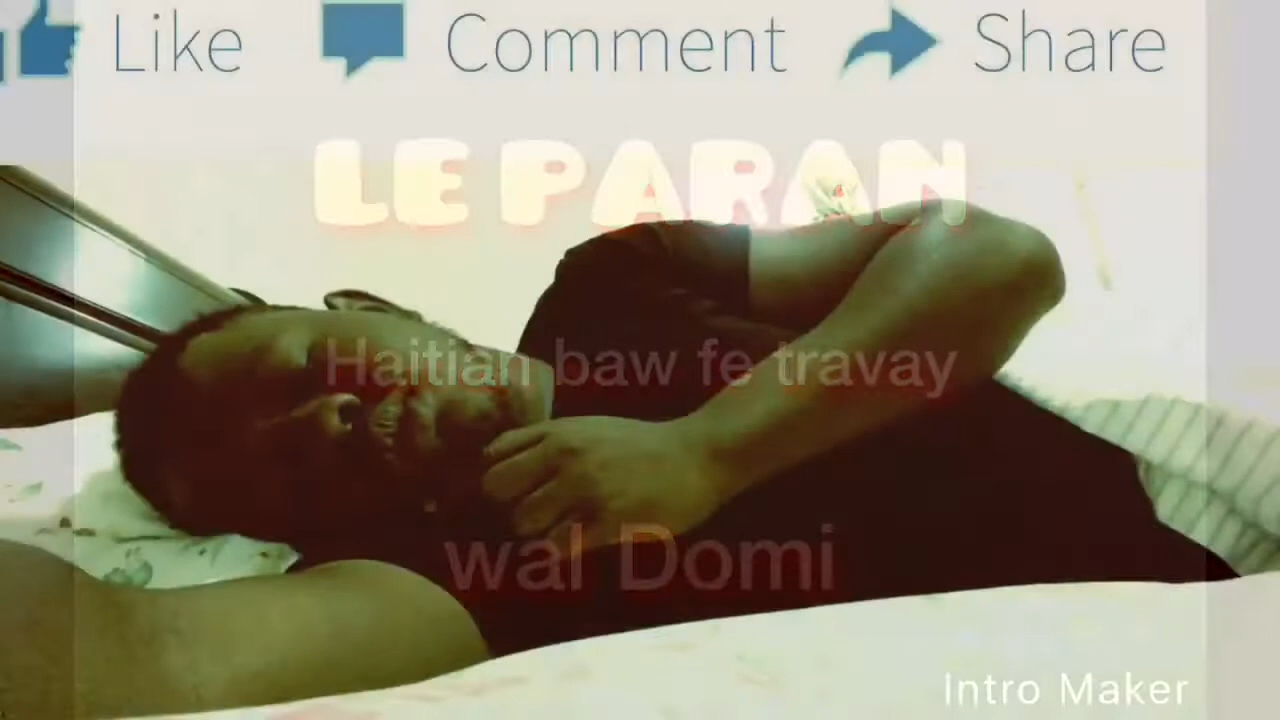 Like Comment Share
LE PARAN
Haitian baw fe travay
wal Domi
Intro Maker